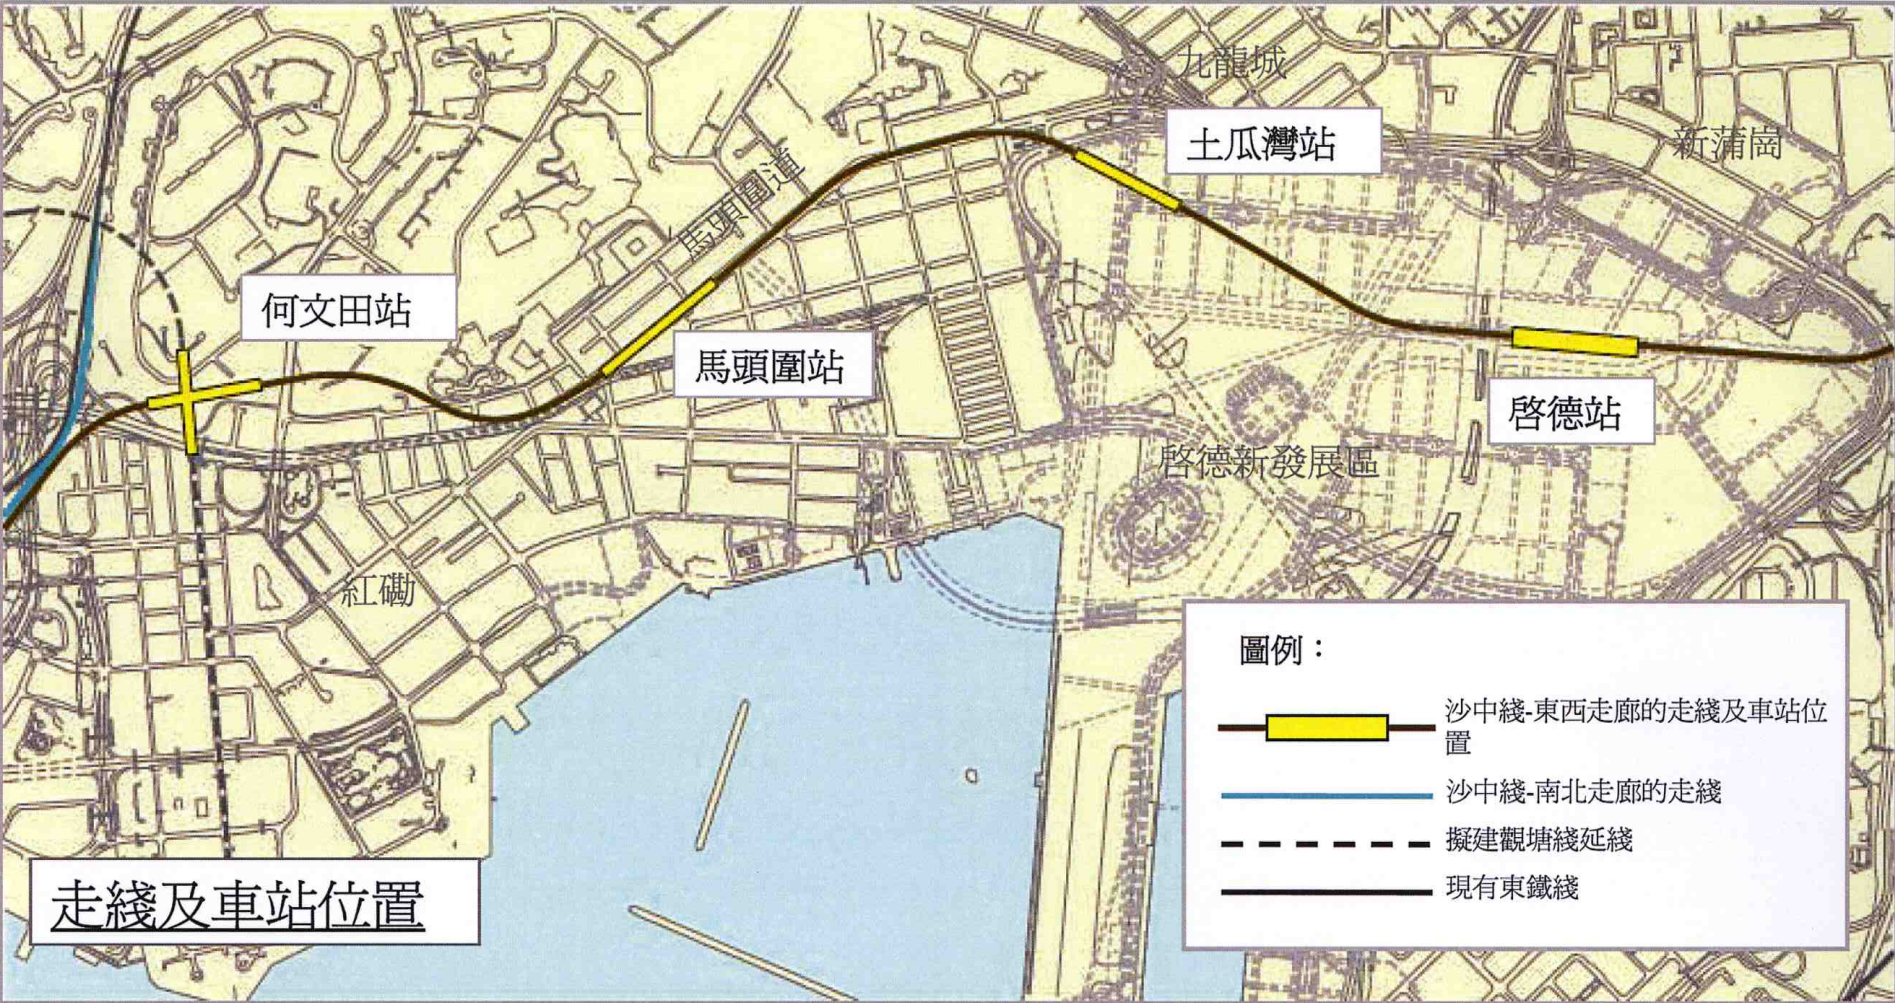 九龍城
新蒲崗
土瓜灣站
馬頭圍道
何文田站
馬頭圍站
啓德站
啓德新發展區
紅磡
圖例：
沙中綫-東西走廊的走綫及車站位
置
沙中綫-南北走廊的走綫
擬建觀塘綫延綫
現有東鐵綫
走綫及車站位置